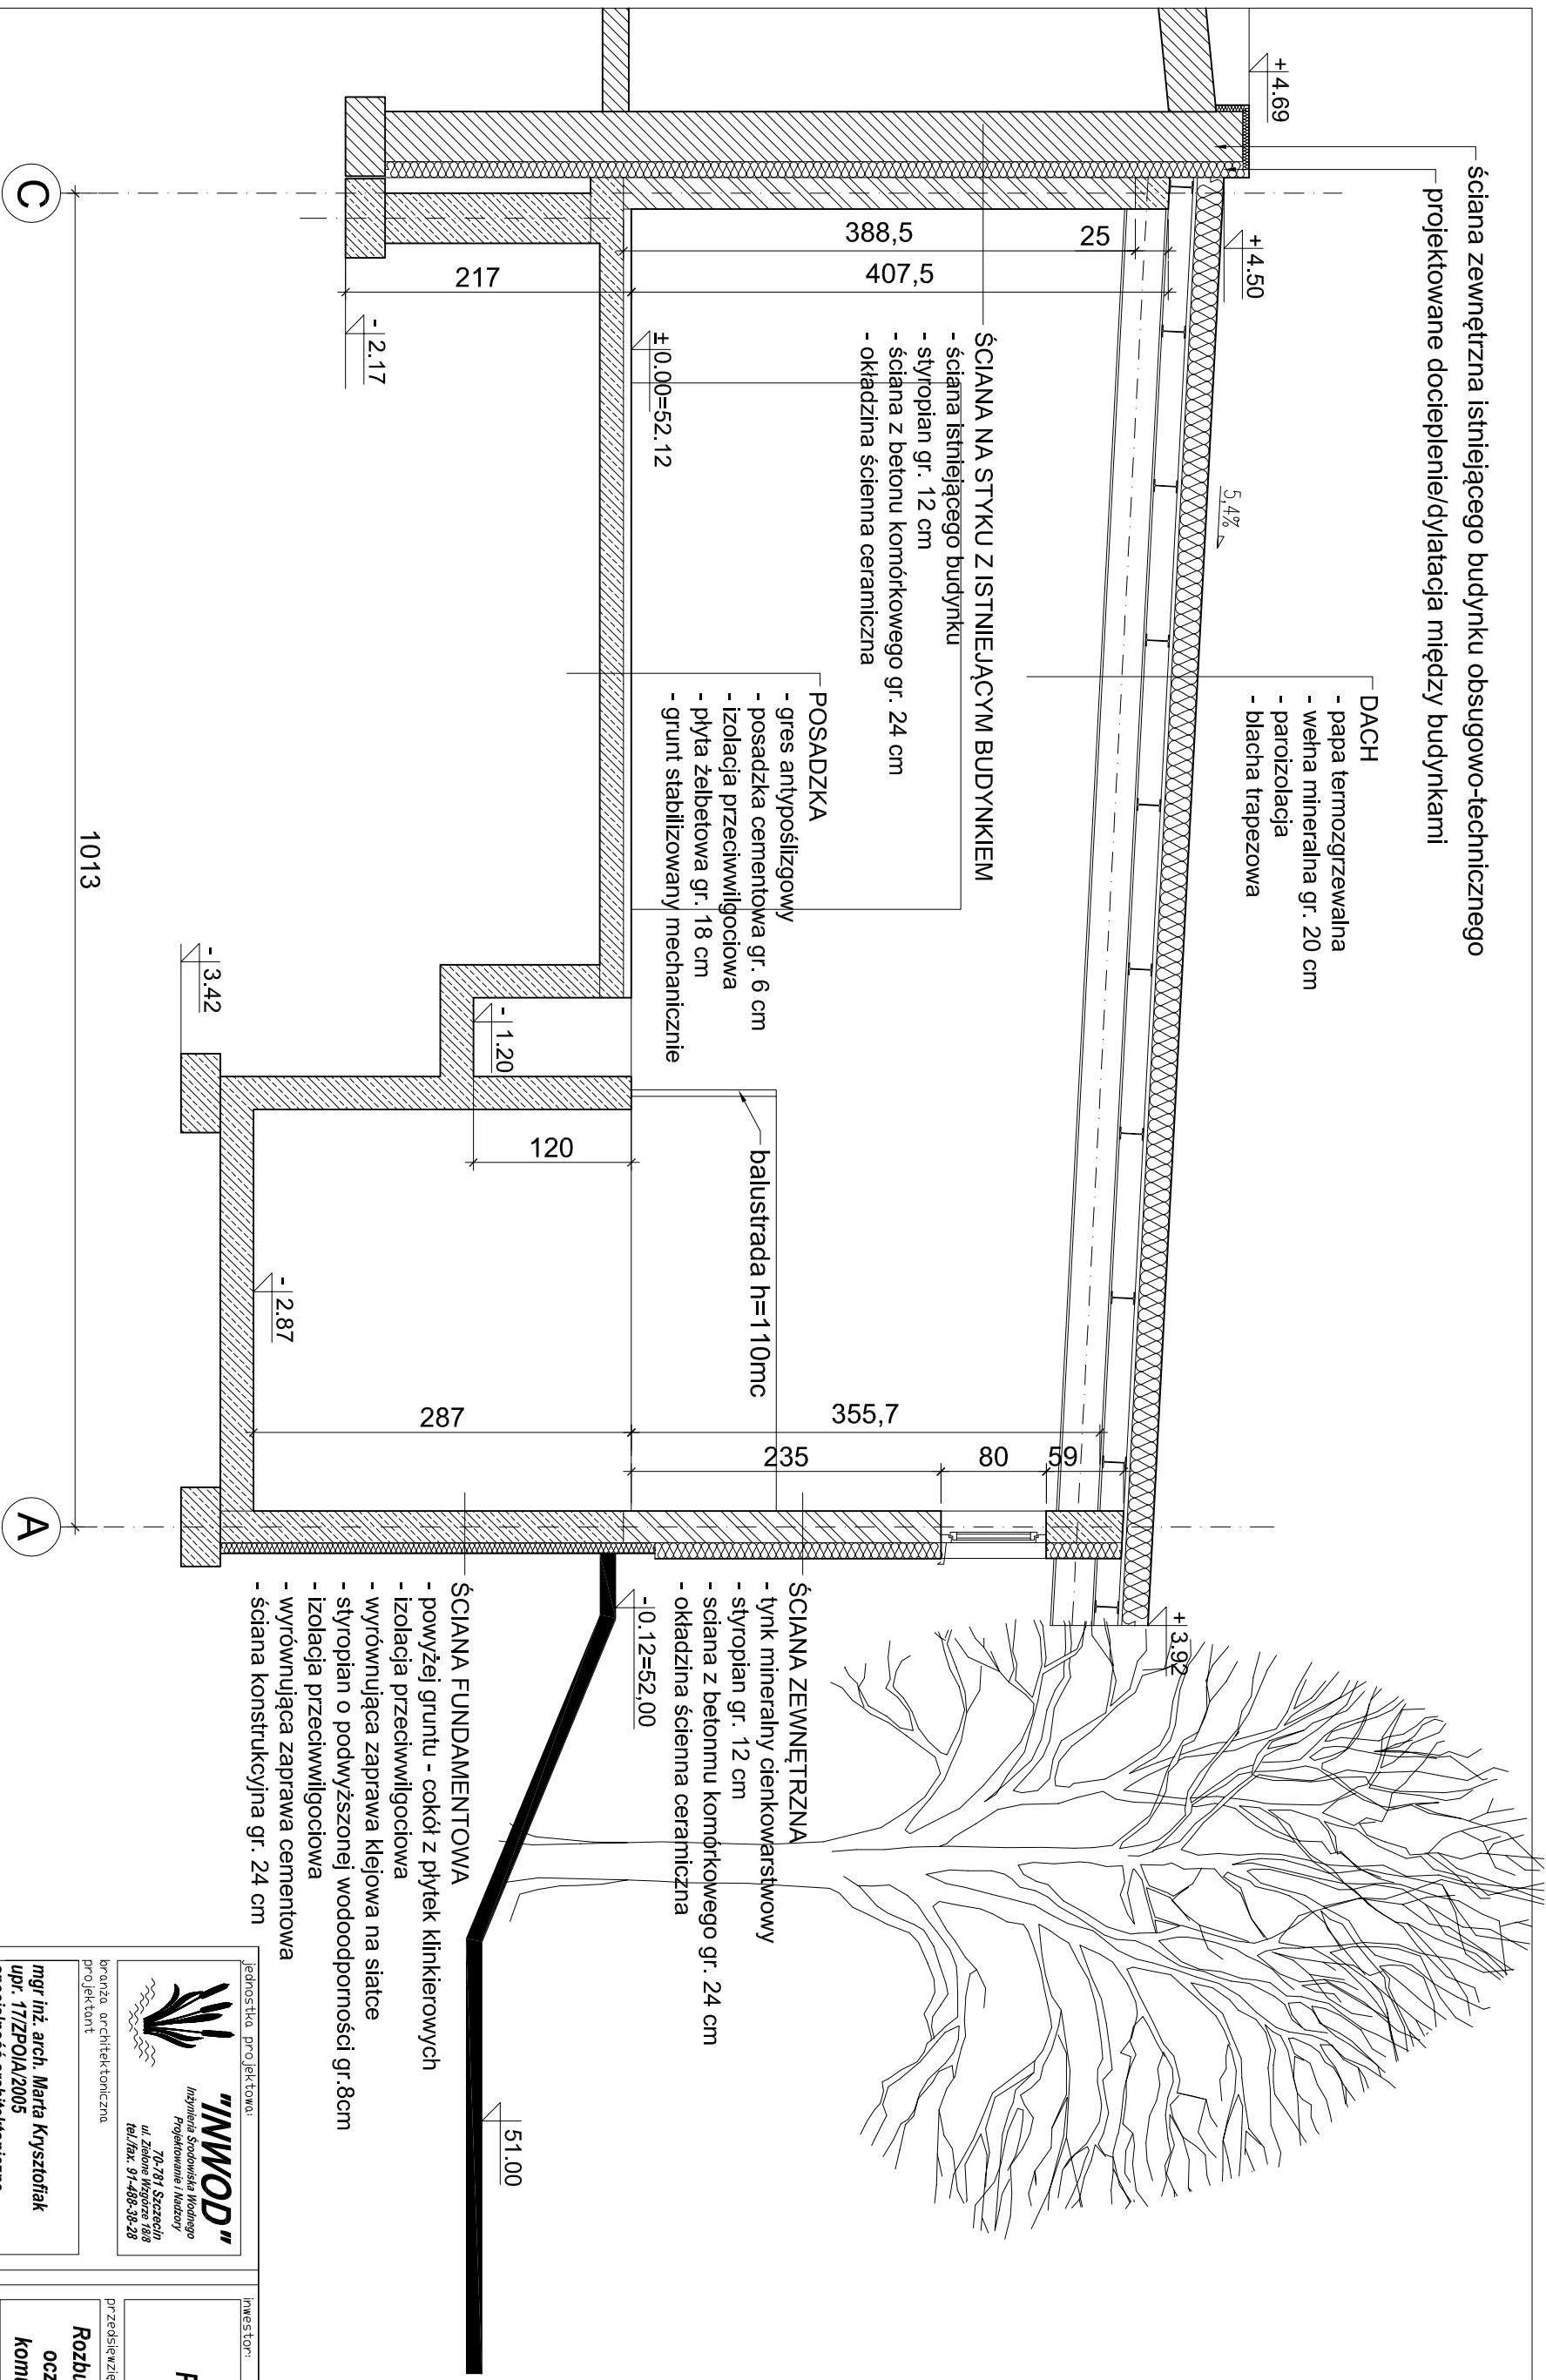 ściana zewnętrzna istniejącego budynku obsugowo-technicznego
projektowane docieplenie/dylatacja między budynkami
+ 4.69
+ 4.50
5,4%
DACH
- papa termozgrzewalna
- wełna mineralna gr. 20 cm
- paroizolacja
- blacha trapezowa
388,5
25
407,5
217
- 2.17
± 0.00=52.12
ŚCIANA NA STYKU Z ISTNIEJĄCYM BUDYNKIEM
- ściana istniejącego budynku
- styropian gr. 12 cm
- ściana z betonu komórkowego gr. 24 cm
- okładzina ścienna ceramiczna
POSADZKA
- gres antypoślizgowy
- posadzka cementowa gr. 6 cm
- izolacja przeciwwilgociowa
- płyta żelbetowa gr. 18 cm
- grunt stabilizowany mechanicznie
- 3.42
- 1.20
120
balustrada h=110mc
- 2.87
287
355,7
235
80
59
+ 3.92
ŚCIANA ZEWNĘTRZNA
- tynk mineralny cienkowarstwowy
- styropian gr. 12 cm
- sciana z betonmu komórkowego gr. 24 cm
- okładzina ścienna ceramiczna
- 0.12=52,00
ŚCIANA FUNDAMENTOWA
- powyżej gruntu - cokół z płytek klinkierowych
- izolacja przeciwwilgociowa
- wyrównująca zaprawa klejowa na siatce
- styropian o podwyższonej wodoodporności gr.8cm
- izolacja przeciwwilgociowa
- wyrównująca zaprawa cementowa
- ściana konstrukcyjna gr. 24 cm
51.00
1013
C
A
jednostka projektowa:
"INWOD"
Inżynieria Środowiska Wodnego
Projektowanie i Nadzory
70-781 Szczecin
ul. Zielone Wzgórze 18/8
tel./fax. 91-488-38-28
branża architektoniczna
projektant
mgr inż. arch. Marta Krysztofiak
upr. 17/ZPOIA/2005
inwestor: